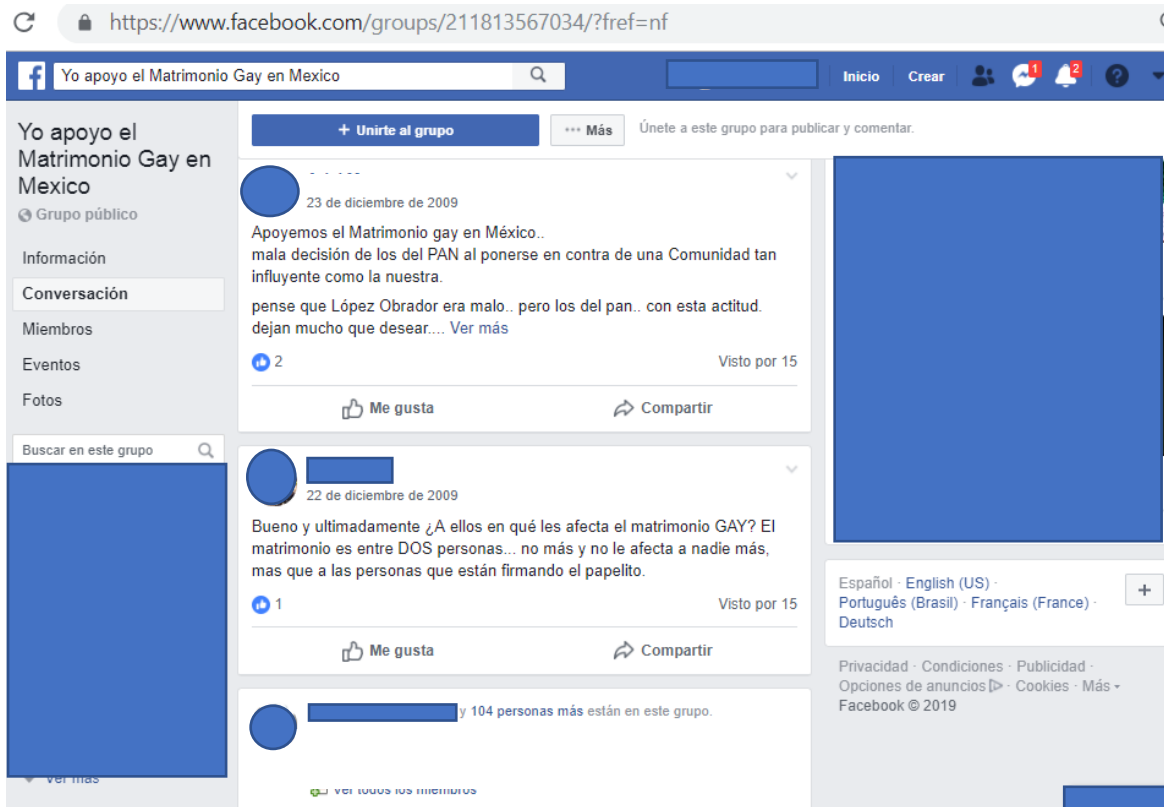 https://www.facebook.com/groups/211813567034/?fref=nf
Yo apoyo el Matrimonio Gay en Mexico
Inicio
Crear
1
2
Yo apoyo el
Matrimonio Gay en
Mexico
Grupo público
Información
Conversación
Miembros
Eventos
Fotos
Buscar en este grupo
Ver más
+ Unirte al grupo
••• Más
Únete a este grupo para publicar y comentar.
23 de diciembre de 2009
Apoyemos el Matrimonio gay en México..
mala decisión de los del PAN al ponerse en contra de una Comunidad tan
influyente como la nuestra.
pense que López Obrador era malo.. pero los del pan.. con esta actitud.
dejan mucho que desear.... Ver más
2
Visto por 15
Me gusta
Compartir
22 de diciembre de 2009
Bueno y ultimadamente ¿A ellos en qué les afecta el matrimonio GAY? El
matrimonio es entre DOS personas... no más y no le afecta a nadie más,
mas que a las personas que están firmando el papelito.
1
Visto por 15
Me gusta
Compartir
y 104 personas más están en este grupo.
Ver todos los miembros
Español · English (US) ·
Português (Brasil) · Français (France) ·
Deutsch
Privacidad · Condiciones · Publicidad ·
Opciones de anuncios · Cookies · Más
Facebook © 2019